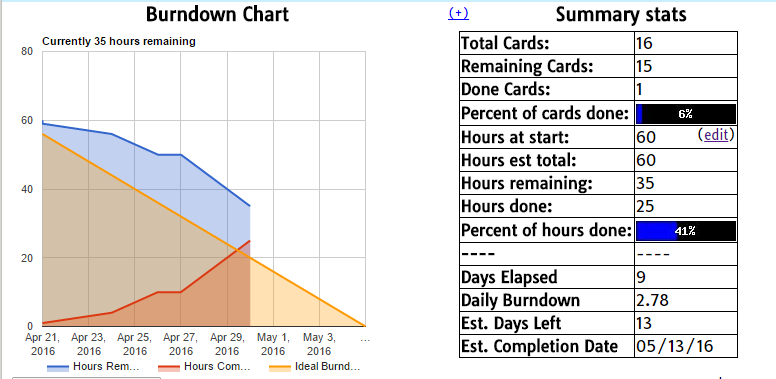 Burndown Chart
Currently 35 hours remaining
80
60
40
20
0
Apr 21, Apr 23, Apr 25, Apr 27, Apr 29, May 1, May 3, ...
2016 2016 2016 2016 2016 2016 2016
Hours Rem... Hours Com... Ideal Burnd...
(+) Summary stats
Total Cards: 16
Remaining Cards: 15
Done Cards: 1
Percent of cards done: 6%
Hours at start: 60 (edit)
Hours est total: 60
Hours remaining: 35
Hours done: 25
Percent of hours done: 41%
---- ----
Days Elapsed 9
Daily Burndown 2.78
Est. Days Left 13
Est. Completion Date 05/13/16